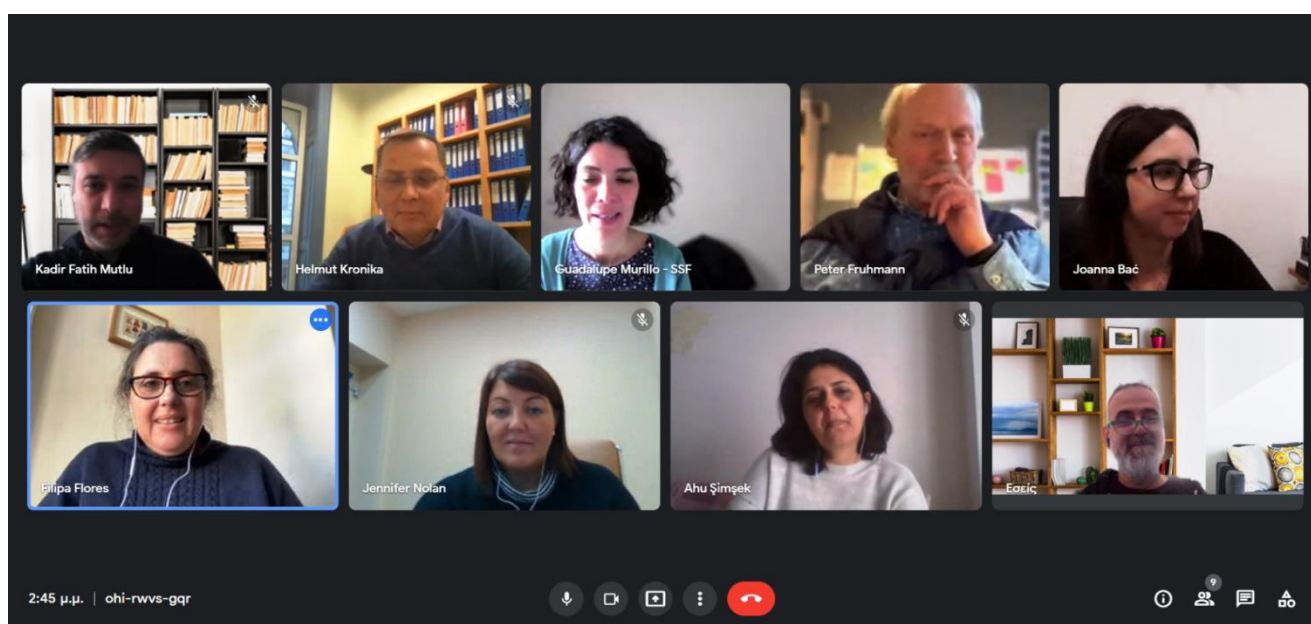 Kadir Fatih Mutlu
Helmut Kronika
Guadalupe Murillo - SSF
Peter Fruhmann
Joanna Bać
Filipa Flores
Jennifer Nolan
Ahu Şimşek
Εσείς
2:45 μ.μ. | ohi-rwvs-gqr
9